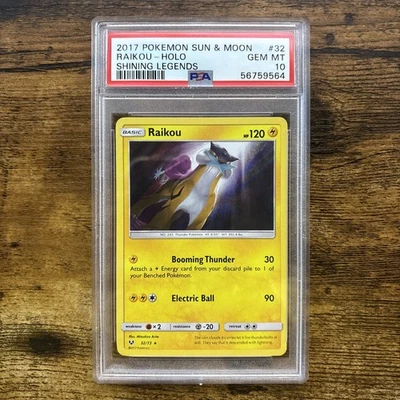 2017 POKEMON SUN & MOON #32
RAIKOU - HOLO GEM MT
SHINING LEGENDS PSA 10
56759564
BASIC Raikou HP120
Booming Thunder 30
Attach a Energy card from your discard pile to 1 of
your Benched Pokémon.
Electric Ball 90
weakness ×2 resistance -20 retreat
32/73